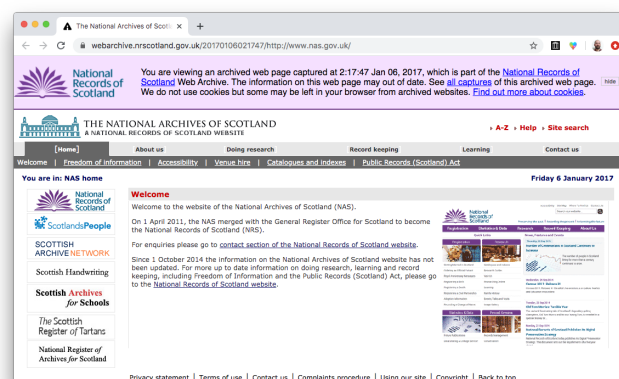 The National Archives of Scotl
webarchive.nrscotland.gov.uk/20170106021747/http://www.nas.gov.uk/
National
Records of
Scotland
You are viewing an archived web page captured at 2:17:47 Jan 06, 2017, which is part of the National Records of
Scotland Web Archive. The information on this web page may out of date. See all captures of this archived web page.
We do not use cookies but some may be left in your browser from archived websites. Find out more about cookies.
hide
THE NATIONAL ARCHIVES OF SCOTLAND
A NATIONAL RECORDS OF SCOTLAND WEBSITE
A-Z Help Site search
[Home] About us Doing research Record keeping Learning Contact us
Welcome | Freedom of information | Accessibility | Venue hire | Catalogues and indexes | Public Records (Scotland) Act
You are in: NAS home
Friday 6 January 2017
National
Records of
Scotland
ScotlandsPeople
SCOTTISH
ARCHIVE NETWORK
Scottish Handwriting
Scottish Archives
for Schools
The Scottish
Register of Tartans
National Register of
Archives for Scotland
Welcome
Welcome to the website of the National Archives of Scotland (NAS).
On 1 April 2011, the NAS merged with the General Register Office for Scotland to become
the National Records of Scotland (NRS).
For enquiries please go to contact section of the National Records of Scotland website.
Since 1 October 2014 the information on the National Archives of Scotland website has not
been updated. For more up to date information on doing research, learning and record
keeping, including Freedom of Information and the Public Records (Scotland) Act, please go
to the National Records of Scotland website.
National
Records of
Scotland
Registration Statistics & Data Research Record Keeping About Us
Privacy statement | Terms of use | Contact us | Complaints procedure | Using our site | Copyright | Back to top